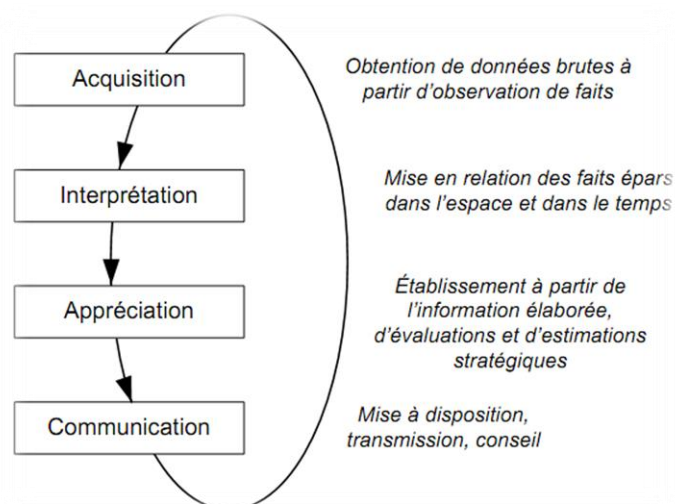 Acquisition
Obtention de données brutes à
partir d'observation de faits
Interprétation
Mise en relation des faits épars
dans l'espace et dans le temps
Appréciation
Établissement à partir de
l'information élaborée,
d'évaluations et d'estimations
stratégiques
Communication
Mise à disposition,
transmission, conseil